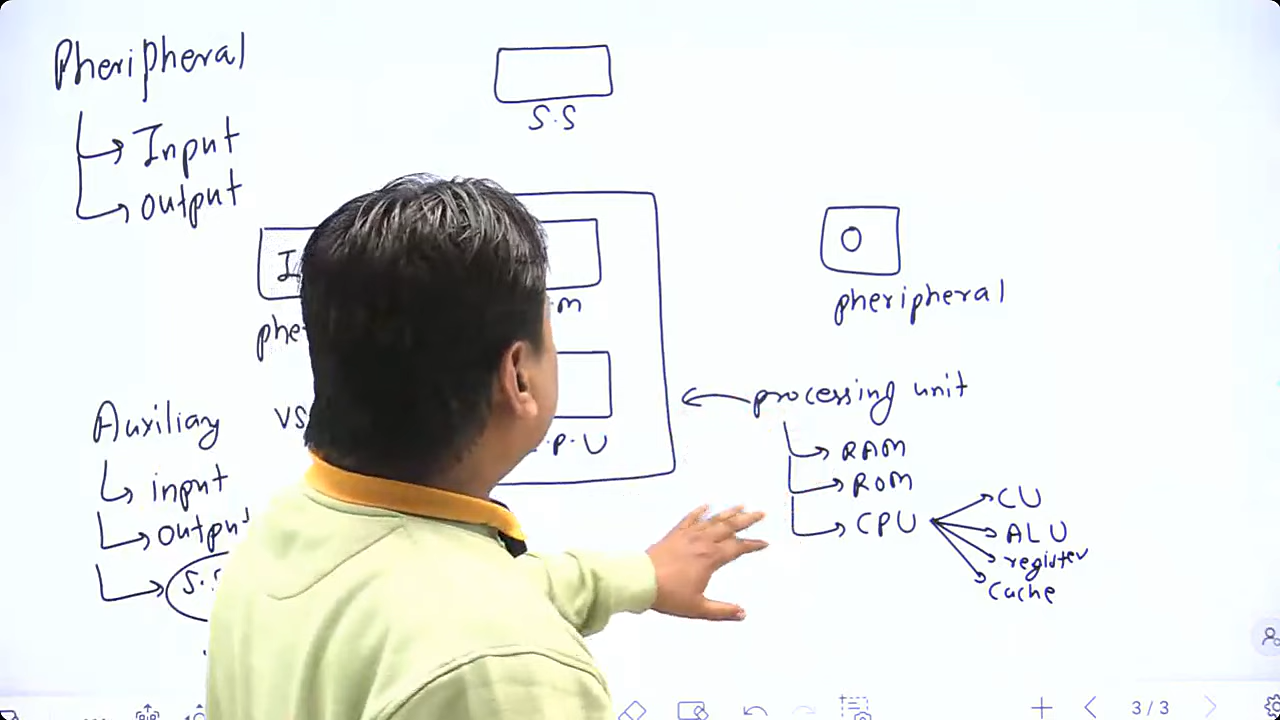 Pheripheral
Input
output
S.S
I
O
pheripheral
processing unit
RAM
ROM
CPU
CU
ALU
register
Cache
Auxiliary
VS
input
output
3/3